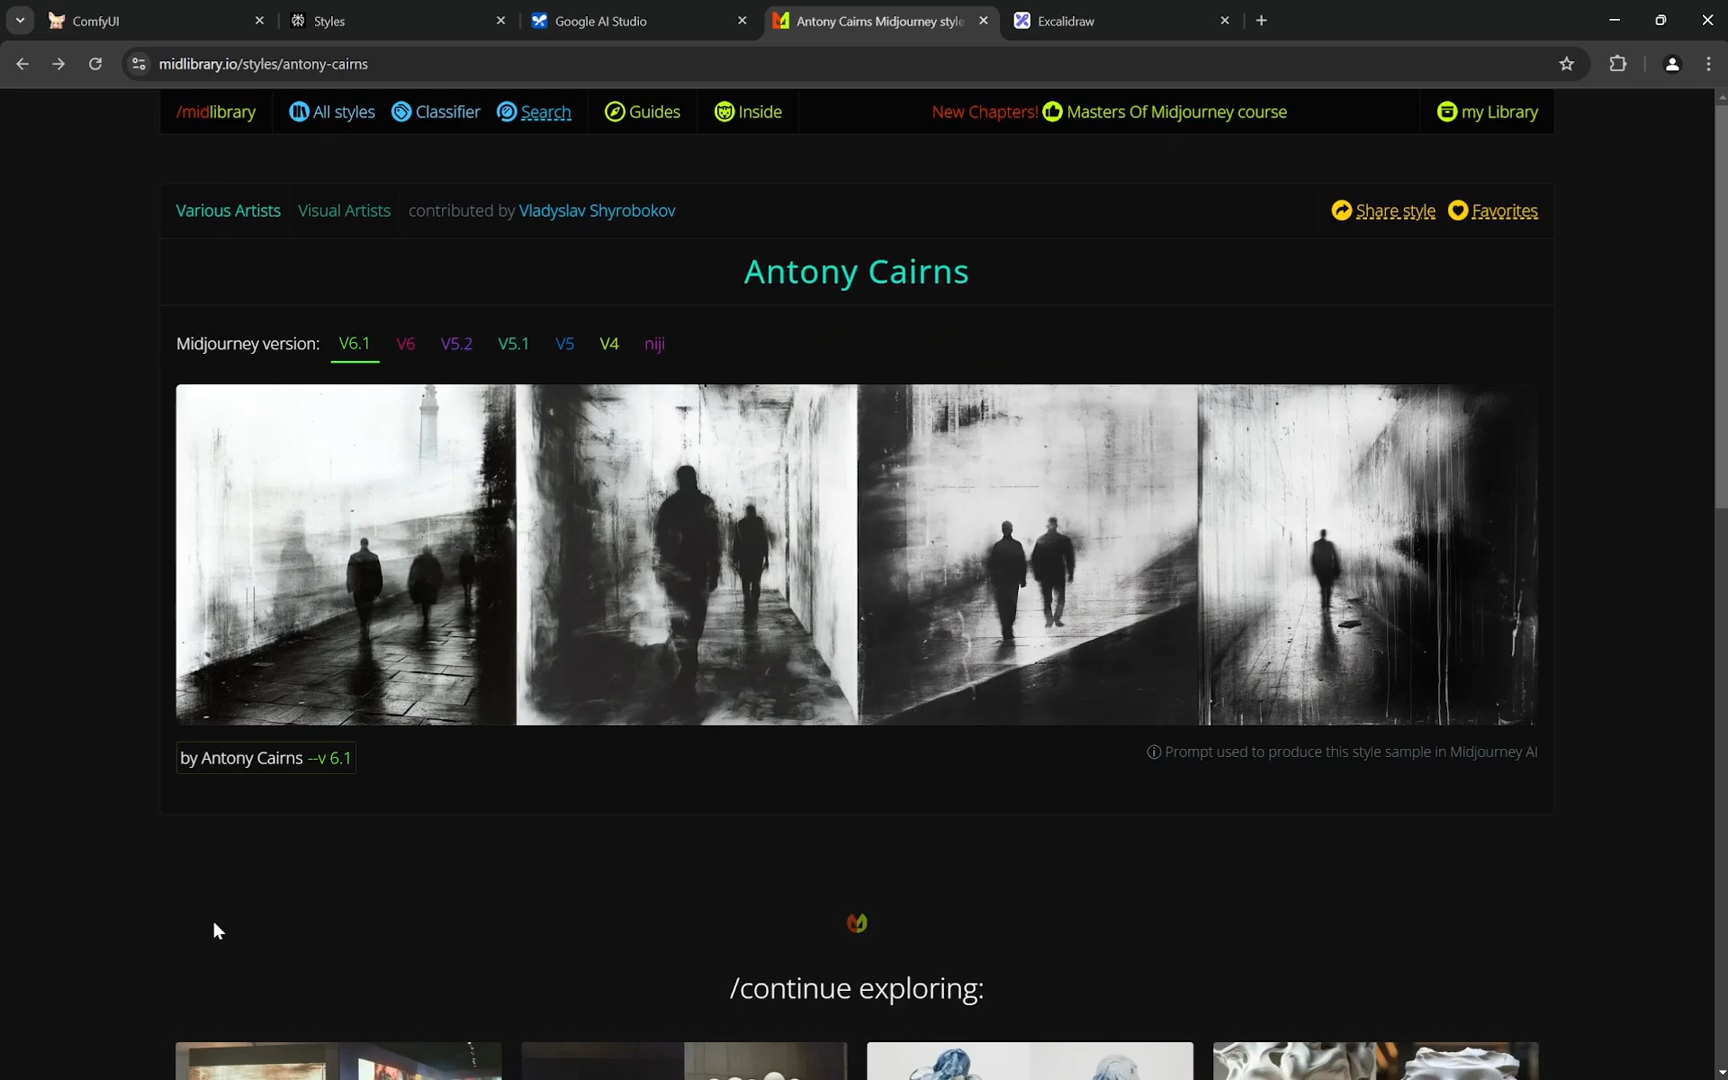 ComfyUI
Styles
Google AI Studio
Antony Cairns Midjourney style
Excalidraw
midlibrary.io/styles/antony-cairns
/midlibrary
All styles
Classifier
Search
Guides
Inside
New Chapters! Masters Of Midjourney course
my Library
Various Artists
Visual Artists
contributed by Vladyslav Shyrobokov
Share style
Favorites
Antony Cairns
Midjourney version: V6.1 V6 V5.2 V5.1 V5 V4 niji
by Antony Cairns --v 6.1
Prompt used to produce this style sample in Midjourney AI
/continue exploring: